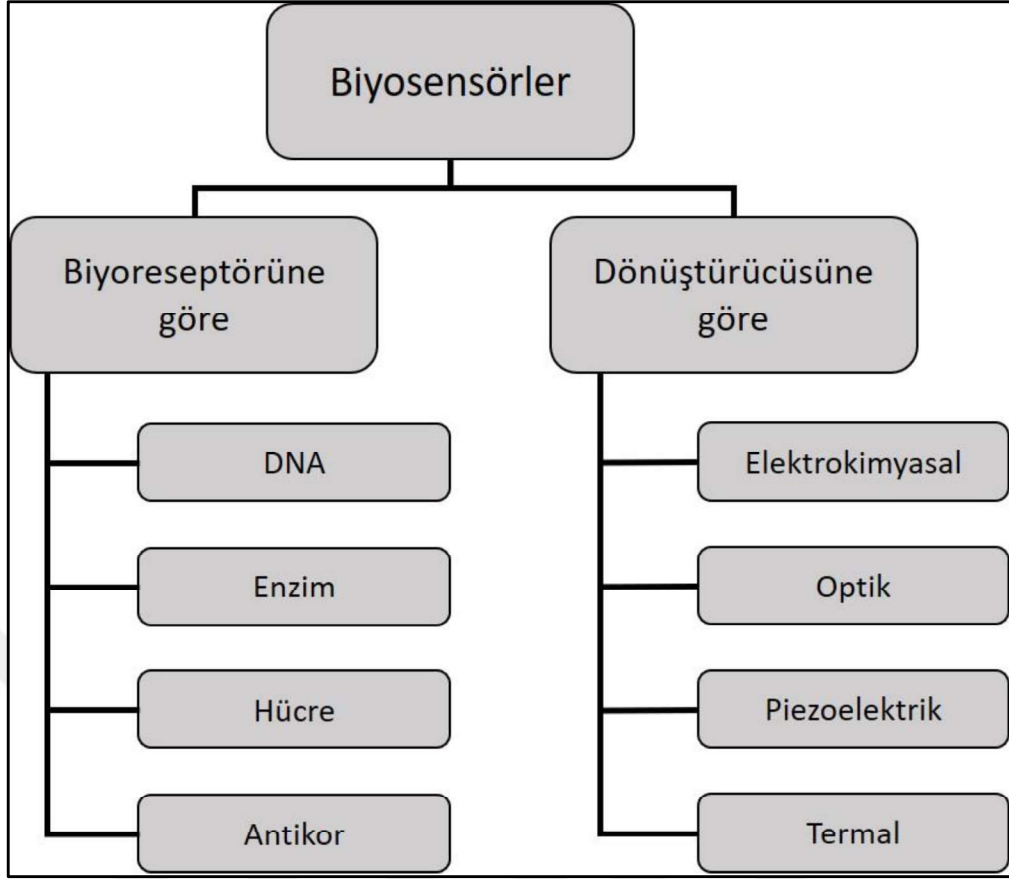 Biyosensörler
Biyoreseptörüne
göre
DNA
Enzim
Hücre
Antikor
Dönüştürücüsüne
göre
Elektrokimyasal
Optik
Piezoelektrik
Termal